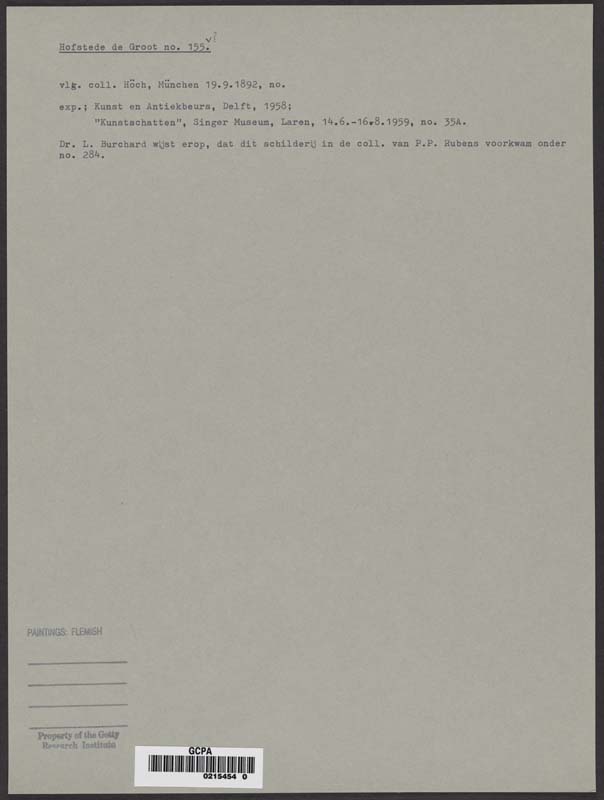 Hofstede de Groot no. 155.
v?
vlg. coll. Höch, München 19.9.1892, no.
exp.; Kunst en Antiekbeurs, Delft, 1958;
"Kunstschatten", Singer Museum, Laren, 14.6.-16.8.1959, no. 35A.
Dr. L. Burchard wijst erop, dat dit schilderij in de coll. van P.P. Rubens voorkwam onder
no. 284.
PAINTINGS: FLEMISH
Property of the Getty
Research Institute
GCPA
0215454 0